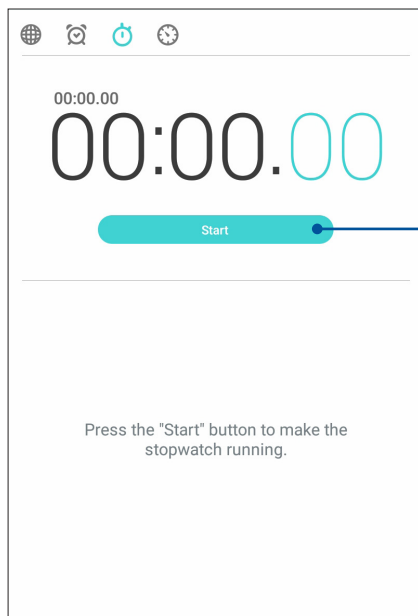 00:00.00
00:00.00
Start
Press the "Start" button to make the
stopwatch running.